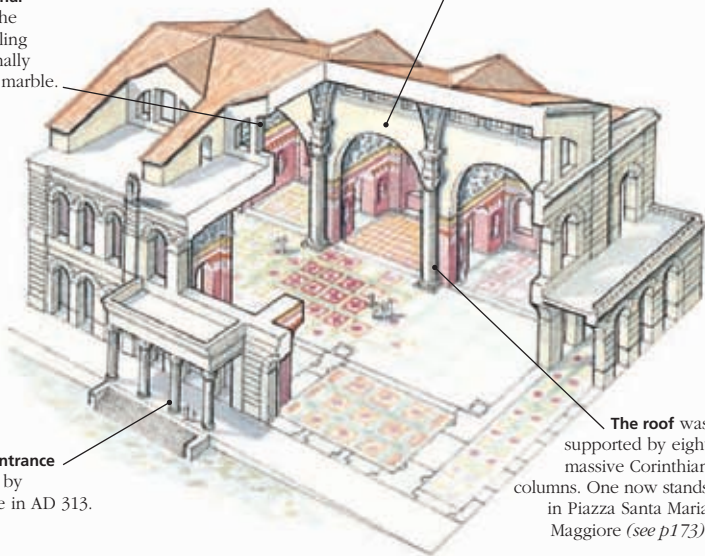 he
ling
nally
marble.
ntrance
by
e in AD 313.
The roof was
supported by eight
massive Corinthian
columns. One now stands
in Piazza Santa Maria
Maggiore (see p173)